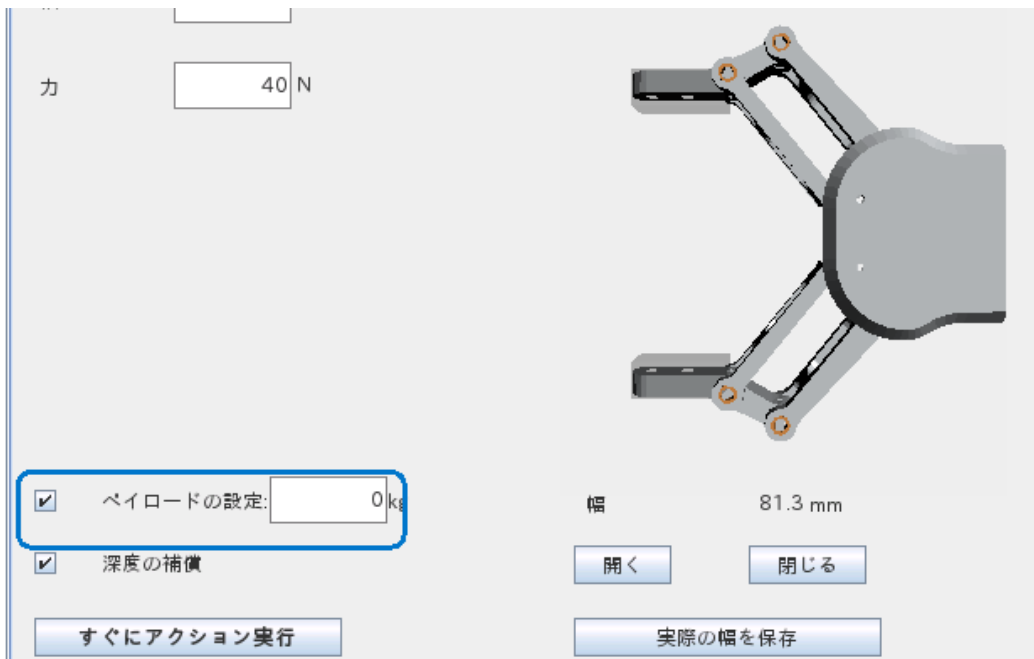 力 40 N
ペイロードの設定: 0 kg
幅 81.3 mm
深度の補償
開く 閉じる
すぐにアクション実行
実際の幅を保存